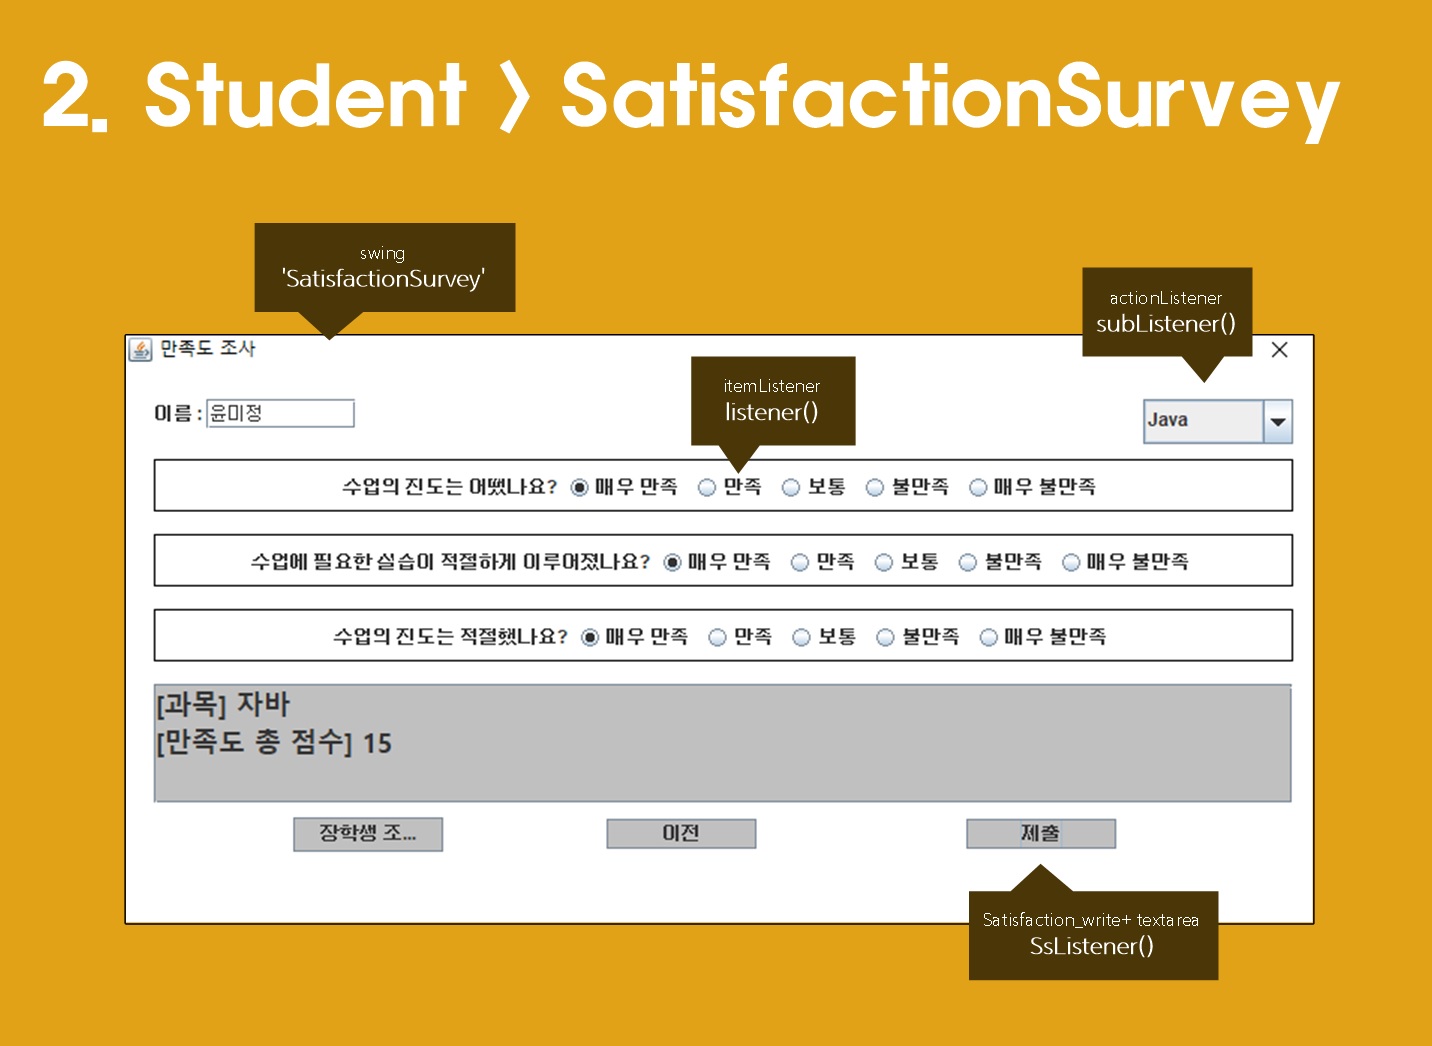 2. Student > SatisfactionSurvey
swing
'SatisfactionSurvey'
actionListener
subListener()
만족도 조사
itemListener
listener()
이름 : 윤미정
Java
수업의 진도는 어땠나요? 매우 만족 만족 보통 불만족 매우 불만족
수업에 필요한 실습이 적절하게 이루어졌나요? 매우 만족 만족 보통 불만족 매우 불만족
수업의 진도는 적절했나요? 매우 만족 만족 보통 불만족 매우 불만족
[과목] 자바
[만족도 총 점수] 15
장학생 조... 이전 제출
Satisfaction_write+ textarea
SsListener()